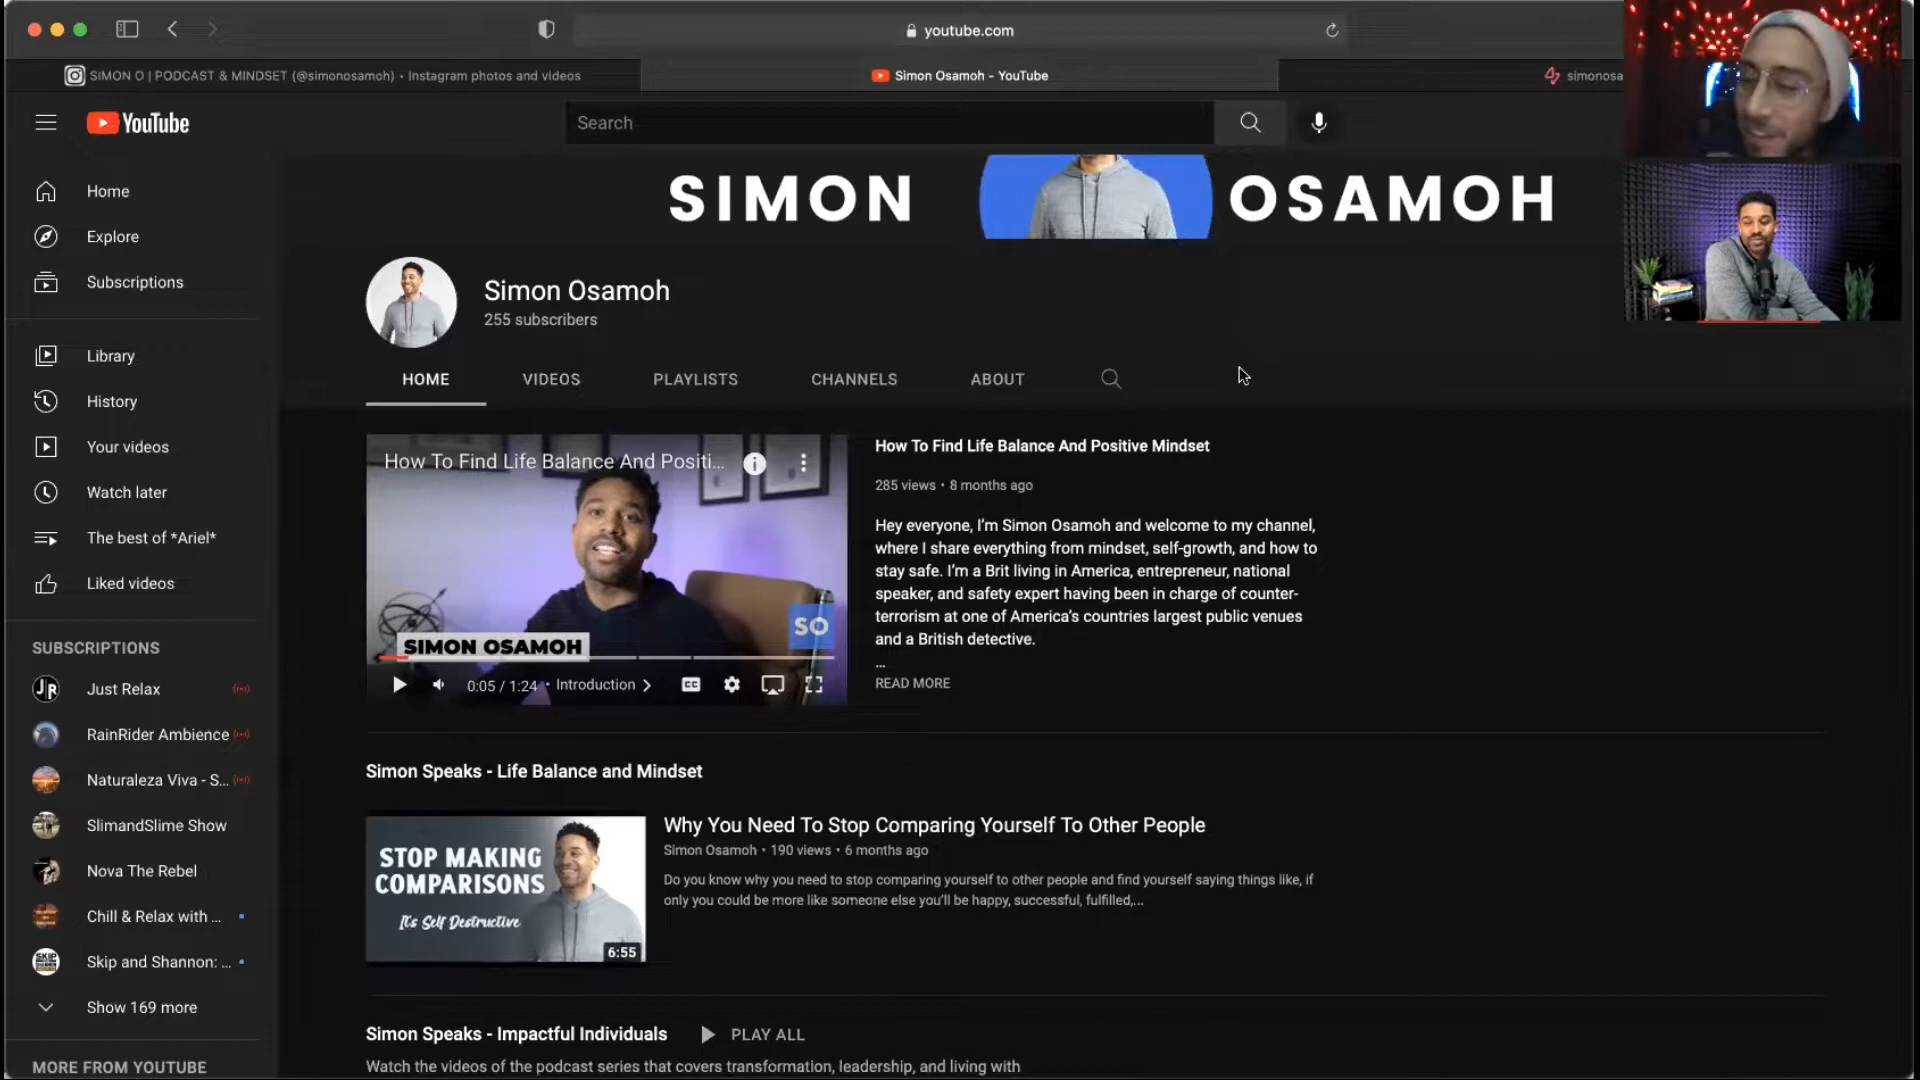 youtube.com
SIMON O | PODCAST & MINDSET (@simonosamoh) • Instagram photos and videos
Simon Osamoh - YouTube
simonosa
YouTube
Search
SIMON OSAMOH
Home
Explore
Subscriptions
Library
History
Your videos
Watch later
The best of *Ariel*
Liked videos
SUBSCRIPTIONS
JR Just Relax
RainRider Ambience
Naturaleza Viva - S...
SlimandSlime Show
Nova The Rebel
Chill & Relax with ...
SKIP
Skip and Shannon: ...
Show 169 more
MORE FROM YOUTUBE
Simon Osamoh
255 subscribers
HOME
VIDEOS
PLAYLISTS
CHANNELS
ABOUT
How To Find Life Balance And Positi...
SO
SIMON OSAMOH
0:05 / 1:24 • Introduction
CC
How To Find Life Balance And Positive Mindset
285 views • 8 months ago
Hey everyone, I'm Simon Osamoh and welcome to my channel,
where I share everything from mindset, self-growth, and how to
stay safe. I'm a Brit living in America, entrepreneur, national
speaker, and safety expert having been in charge of counter-
terrorism at one of America's countries largest public venues
and a British detective.
...
READ MORE
Simon Speaks - Life Balance and Mindset
STOP MAKING
COMPARISONS
It's Self Destructive
6:55
Why You Need To Stop Comparing Yourself To Other People
Simon Osamoh • 190 views • 6 months ago
Do you know why you need to stop comparing yourself to other people and find yourself saying things like, if
only you could be more like someone else you'll be happy, successful, fulfilled,...
Simon Speaks - Impactful Individuals
PLAY ALL
Watch the videos of the podcast series that covers transformation, leadership, and living with